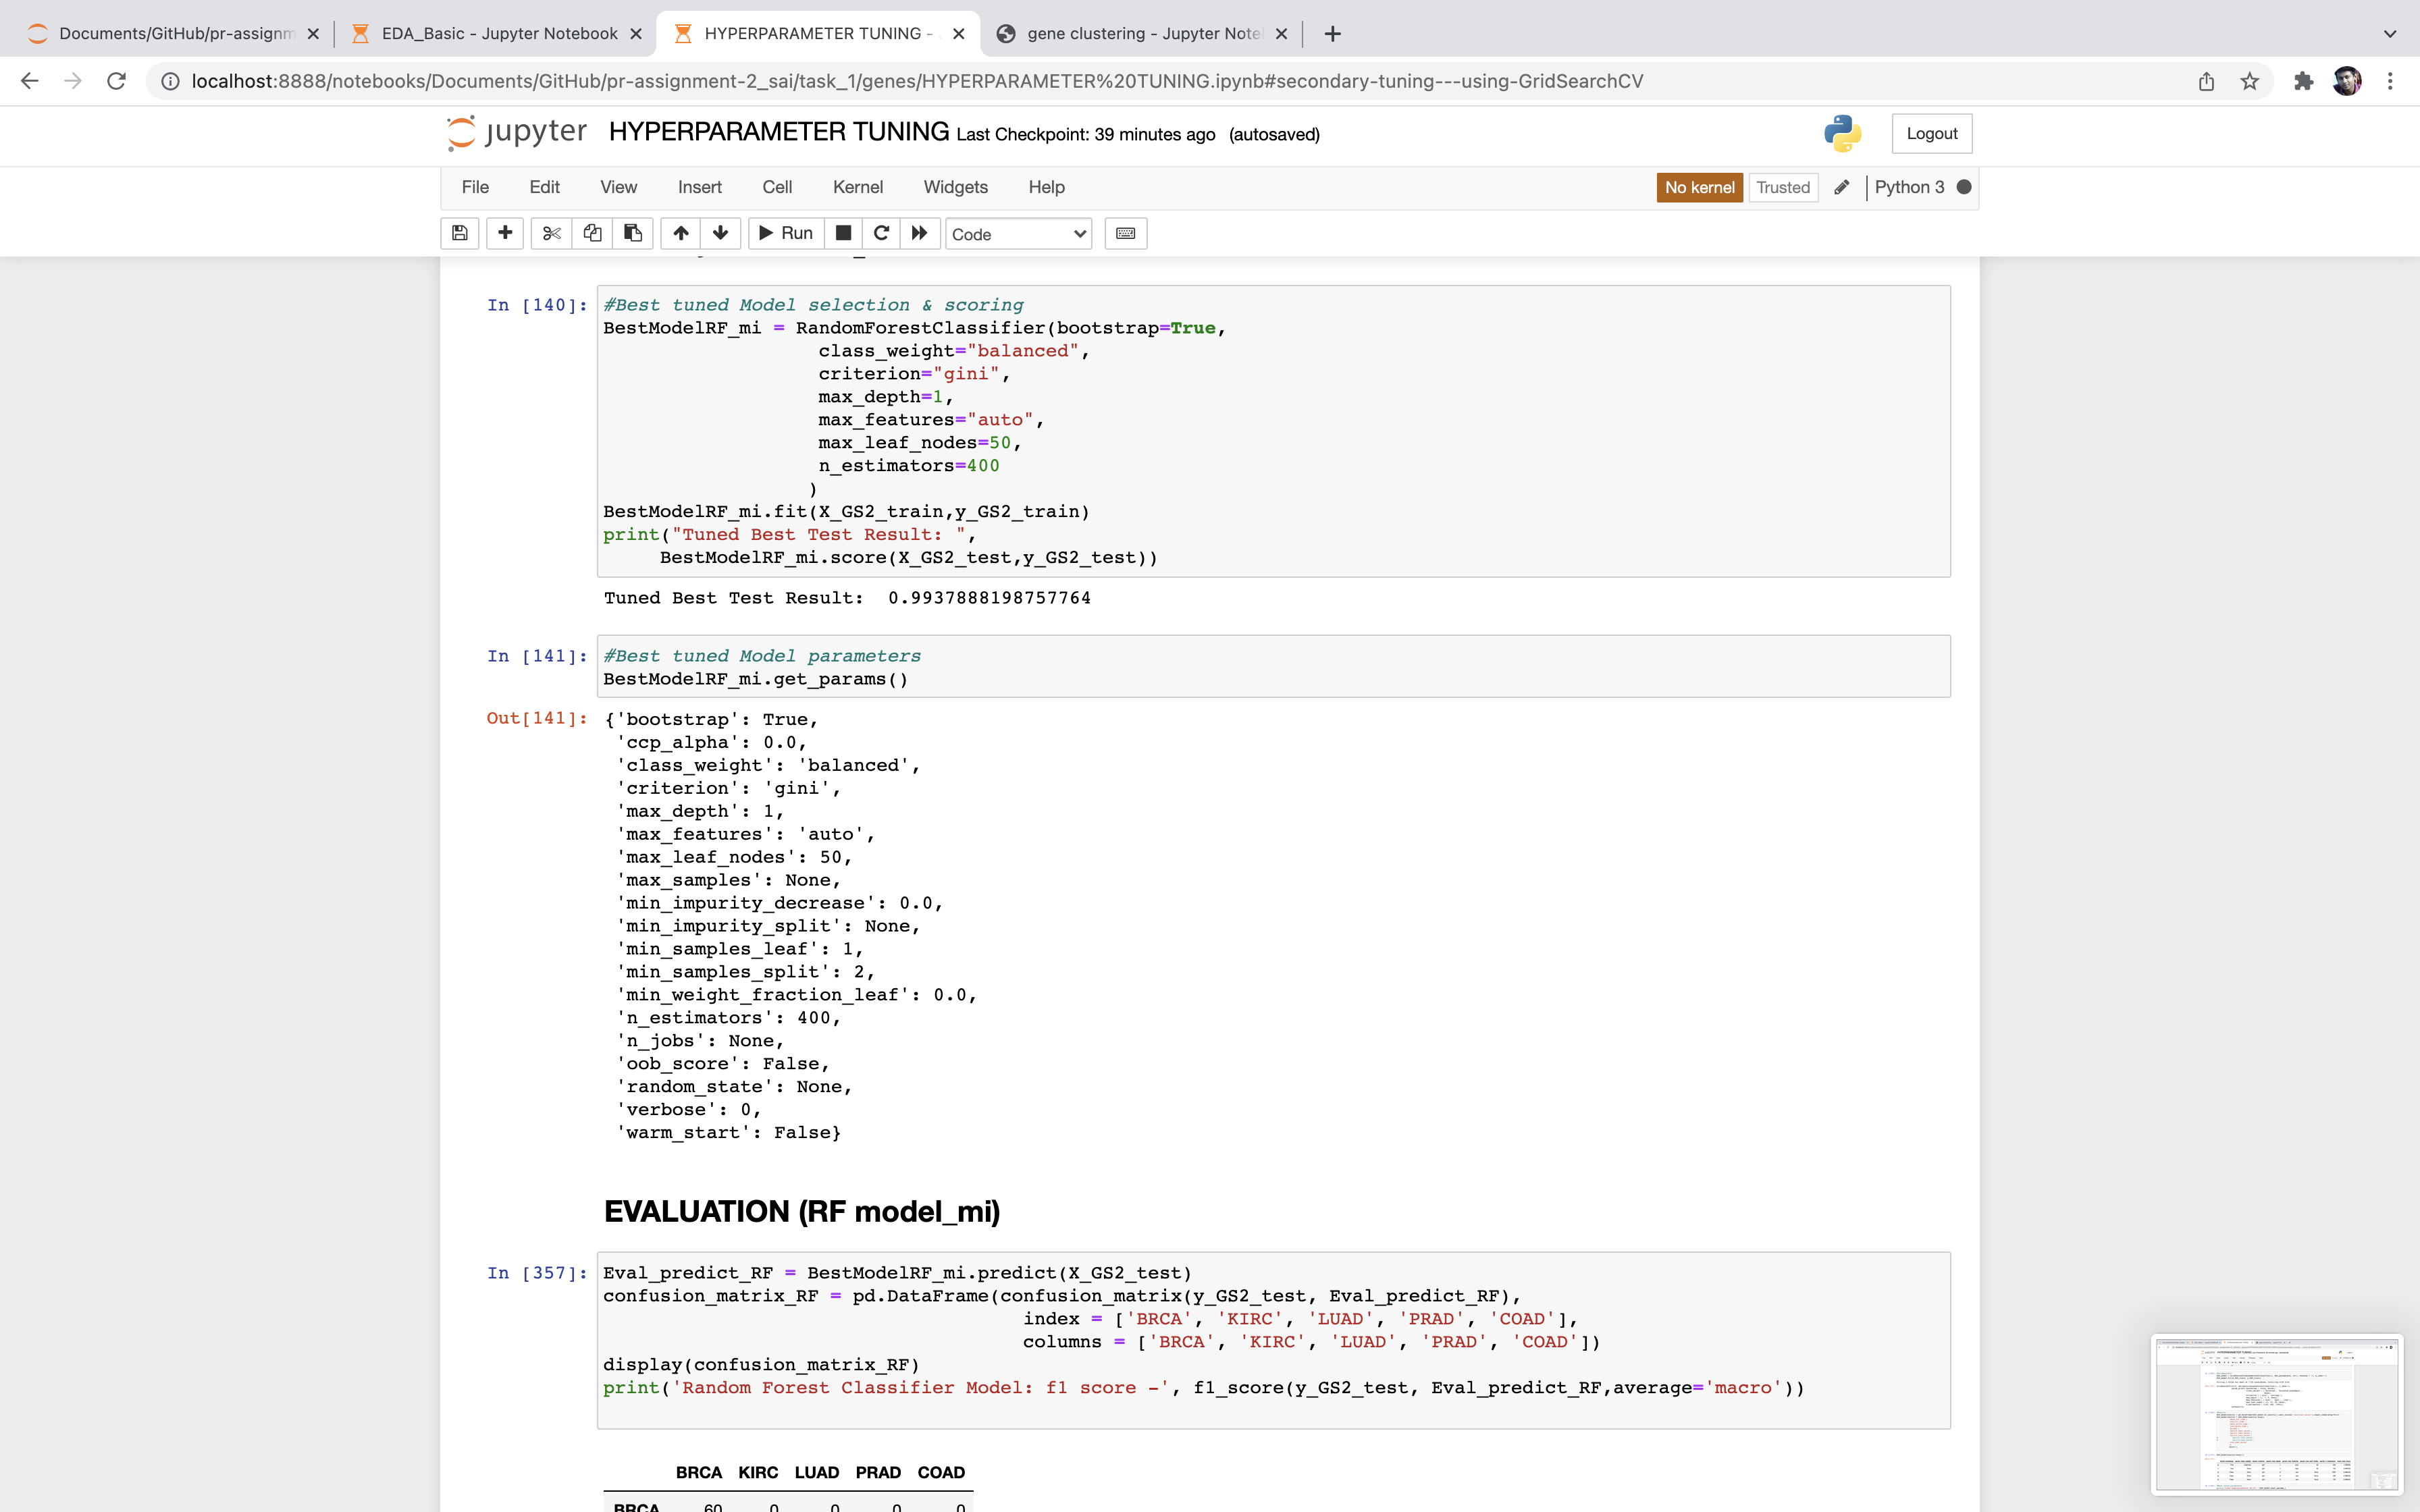 Documents/GitHub/pr-assignm
EDA_Basic - Jupyter Notebook
HYPERPARAMETER TUNING -
gene clustering - Jupyter Note
localhost:8888/notebooks/Documents/GitHub/pr-assignment-2_sai/task_1/genes/HYPERPARAMETER%20TUNING.ipynb#secondary-tuning---using-GridSearchCV
jupyter HYPERPARAMETER TUNING Last Checkpoint: 39 minutes ago (autosaved)
Logout
File Edit View Insert Cell Kernel Widgets Help
No kernel Trusted Python 3
Run Code
In [140]: #Best tuned Model selection & scoring
BestModelRF_mi = RandomForestClassifier(bootstrap=True,
class_weight="balanced",
criterion="gini",
max_depth=1,
max_features="auto",
max_leaf_nodes=50,
n_estimators=400
)
BestModelRF_mi.fit(X_GS2_train,y_GS2_train)
print("Tuned Best Test Result: ",
BestModelRF_mi.score(X_GS2_test,y_GS2_test))
Tuned Best Test Result:  0.9937888198757764
In [141]: #Best tuned Model parameters
BestModelRF_mi.get_params()
Out[141]: {'bootstrap': True,
'ccp_alpha': 0.0,
'class_weight': 'balanced',
'criterion': 'gini',
'max_depth': 1,
'max_features': 'auto',
'max_leaf_nodes': 50,
'max_samples': None,
'min_impurity_decrease': 0.0,
'min_impurity_split': None,
'min_samples_leaf': 1,
'min_samples_split': 2,
'min_weight_fraction_leaf': 0.0,
'n_estimators': 400,
'n_jobs': None,
'oob_score': False,
'random_state': None,
'verbose': 0,
'warm_start': False}
EVALUATION (RF model_mi)
In [357]: Eval_predict_RF = BestModelRF_mi.predict(X_GS2_test)
confusion_matrix_RF = pd.DataFrame(confusion_matrix(y_GS2_test, Eval_predict_RF),
index = ['BRCA', 'KIRC', 'LUAD', 'PRAD', 'COAD'],
columns = ['BRCA', 'KIRC', 'LUAD', 'PRAD', 'COAD'])
display(confusion_matrix_RF)
print('Random Forest Classifier Model: f1 score -', f1_score(y_GS2_test, Eval_predict_RF,average='macro'))
BRCA KIRC LUAD PRAD COAD
BRCA 60 0 0 0 0